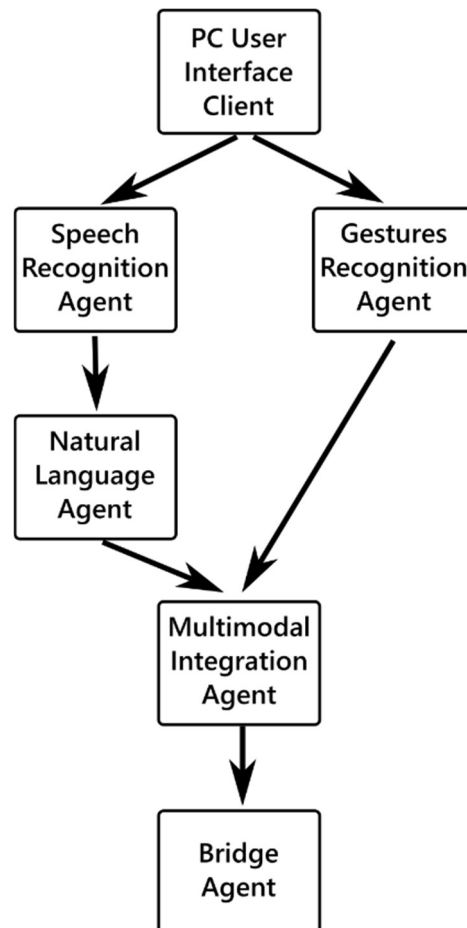 PC User
Interface
Client
Speech
Recognition
Agent
Gestures
Recognition
Agent
Natural
Language
Agent
Multimodal
Integration
Agent
Bridge
Agent